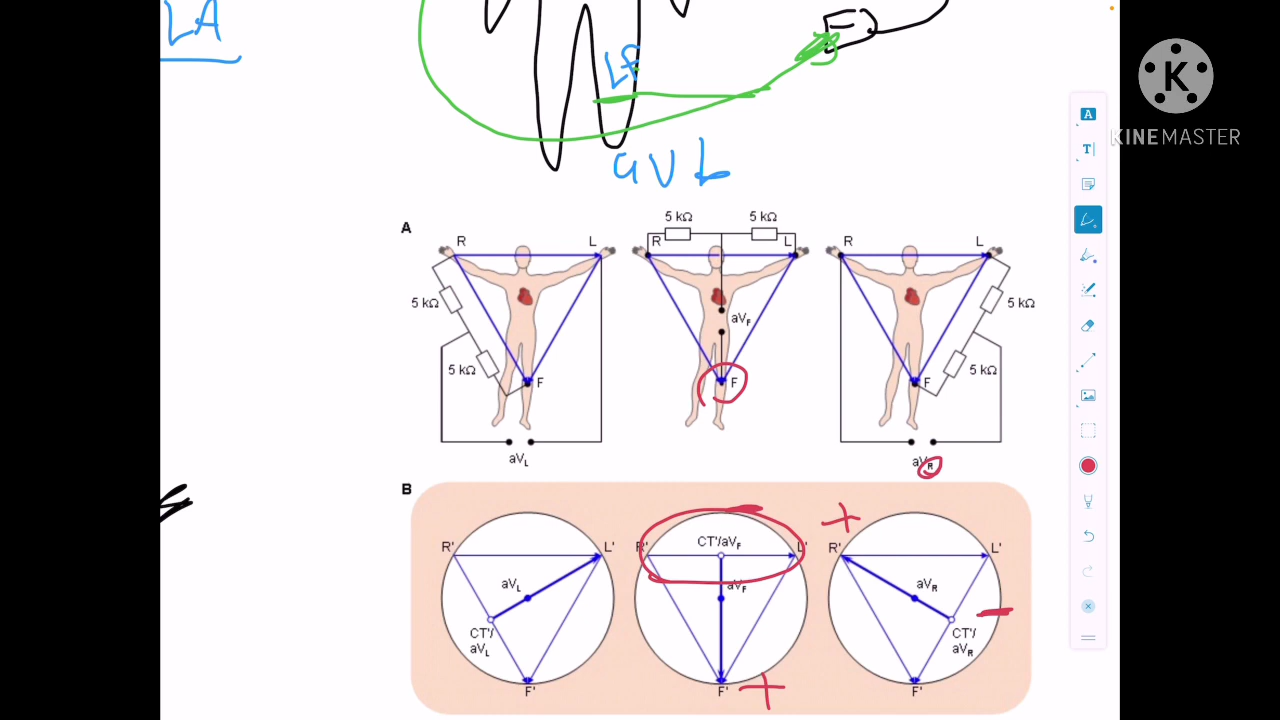 LA
LF
aVL
K
KINEMASTER
A
T
5 kΩ 5 kΩ
A
R L R L R L
5 kΩ aVF 5 kΩ
5 kΩ F F F 5 kΩ
aVL aVR
B
+
R' L' R' CT'/aVF L' R' L'
aVL aVF aVR
CT'/ CT'/
aVL aVR
F' F' + F'